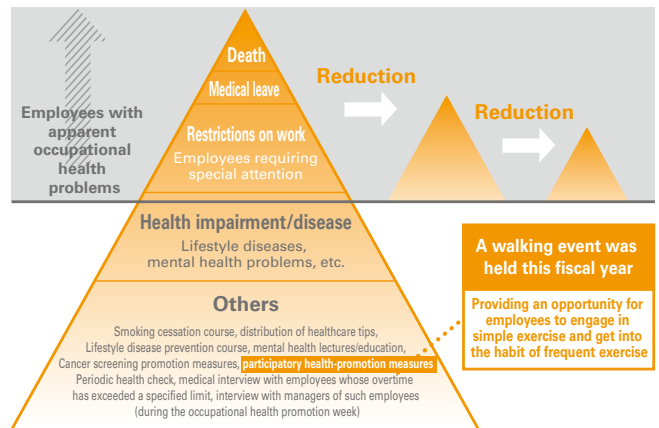 Death
Medical leave
Restrictions on work
Employees requiring
special attention
Employees with
apparent
occupational
health
problems
Reduction
Reduction
Health impairment/disease
Lifestyle diseases,
mental health problems, etc.
Others
Smoking cessation course, distribution of healthcare tips,
Lifestyle disease prevention course, mental health lectures/education,
Cancer screening promotion measures, participatory health-promotion measures
Periodic health check, medical interview with employees whose overtime
has exceeded a specified limit, interview with managers of such employees
(during the occupational health promotion week)
A walking event was
held this fiscal year
Providing an opportunity for
employees to engage in
simple exercise and get into
the habit of frequent exercise